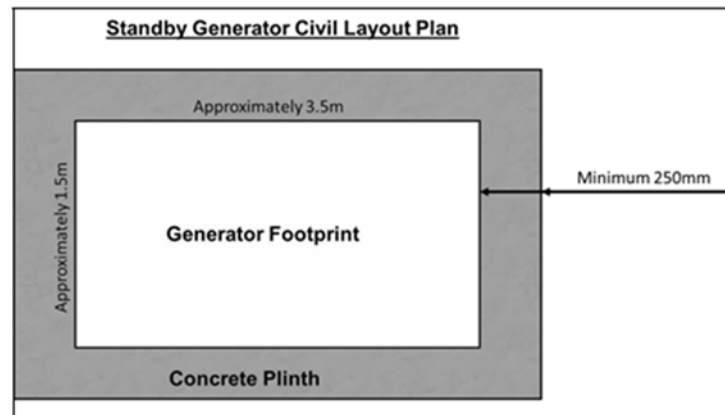 Standby Generator Civil Layout Plan
Approximately 3.5m
Approximately 1.5m
Minimum 250mm
Generator Footprint
Concrete Plinth